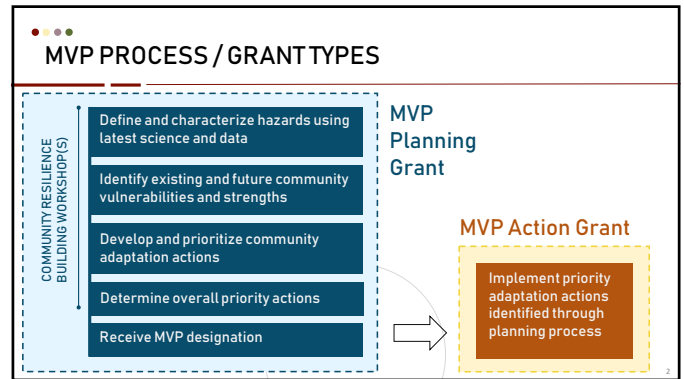 MVP PROCESS / GRANT TYPES
COMMUNITY RESILIENCE
BUILDING WORKSHOP(S)
Define and characterize hazards using
latest science and data
Identify existing and future community
vulnerabilities and strengths
Develop and prioritize community
adaptation actions
Determine overall priority actions
Receive MVP designation
MVP
Planning
Grant
MVP Action Grant
Implement priority
adaptation actions
identified through
planning process
2